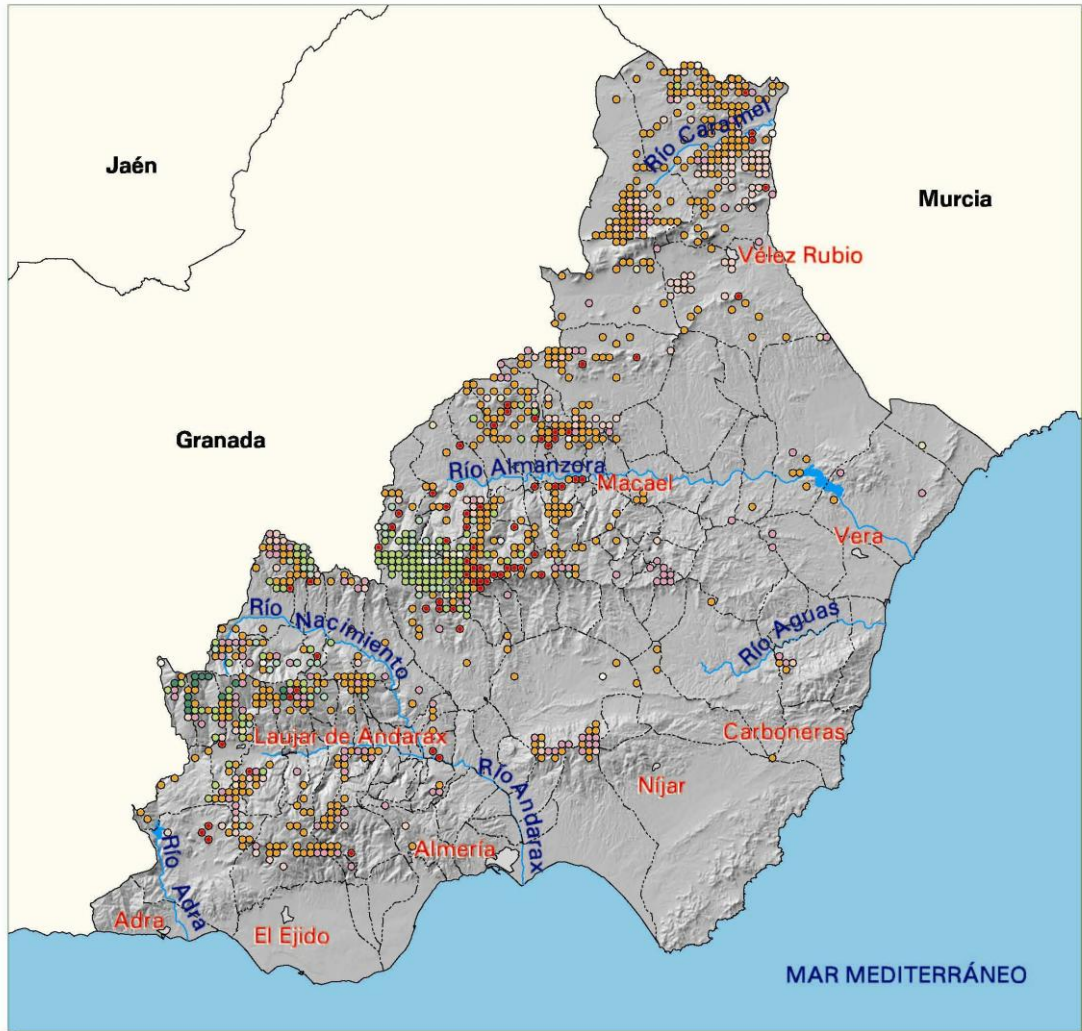 Jaén
Río Caramel
Murcia
Vélez Rubio
Granada
Río Almanzora
Macael
Vera
Río Nacimiento
Río Aguas
Laujar de Andarax
Carboneras
Río Andarax
Níjar
Río Adra
Almería
Adra
El Ejido
MAR MEDITERRÁNEO